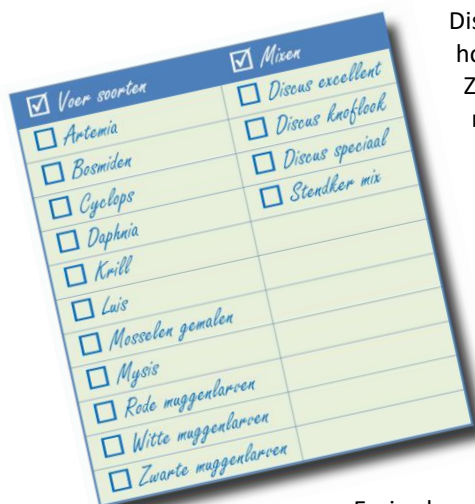 Voer soorten
Artemia
Bosmiden
Cyclops
Daphnia
Krill
Luis
Mosselen gemalen
Mysis
Rode muggenlarven
Witte muggenlarven
Zwarte muggenlarven
Mixen
Discus excellent
Discus knoflook
Discus speciaal
Stendker mix